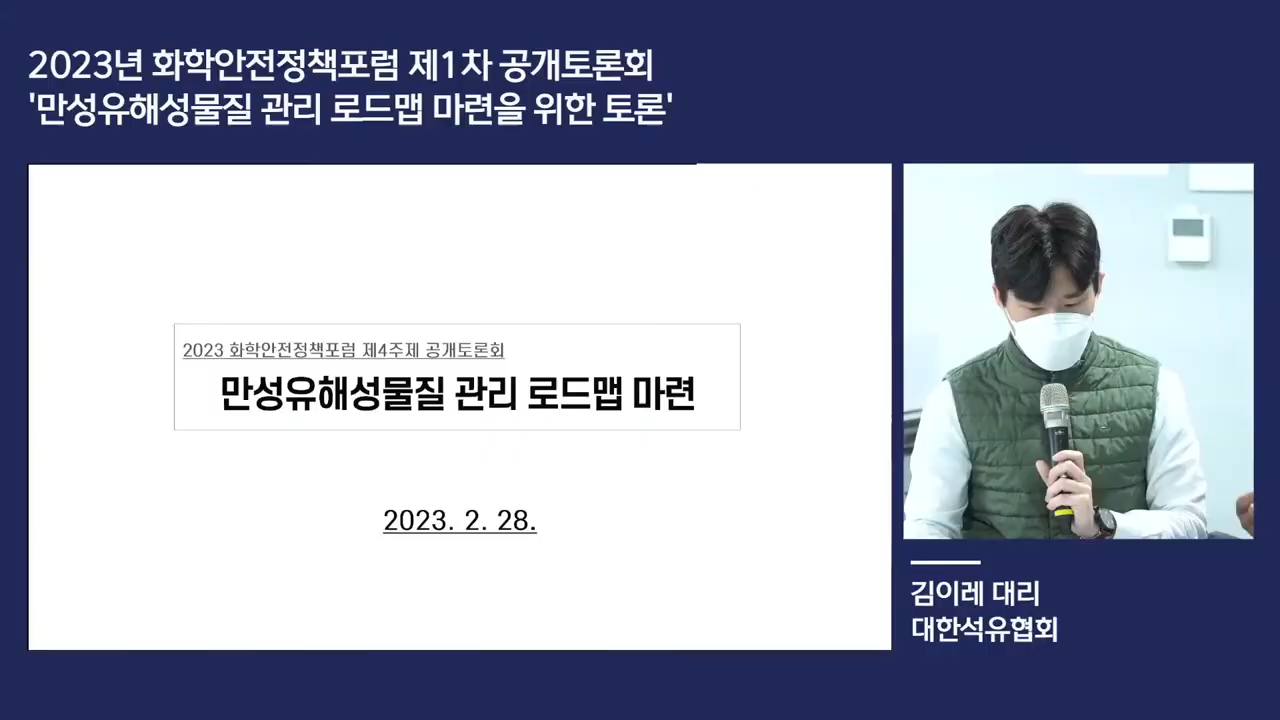 2023년 화학안전정책포럼 제1차 공개토론회
'만성유해성물질 관리 로드맵 마련을 위한 토론'
2023 화학안전정책포럼 제4주제 공개토론회
만성유해성물질 관리 로드맵 마련
2023. 2. 28.
김이레 대리
대한석유협회